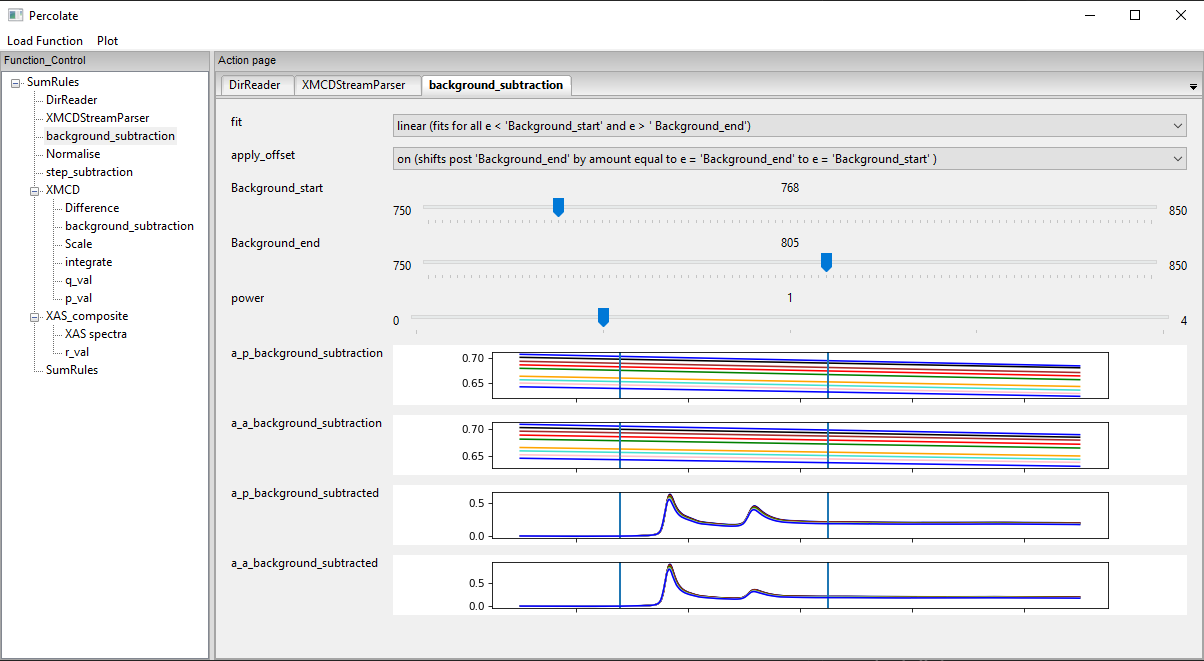 Percolate
Load Function Plot
Function_Control
SumRules
DirReader
XMCDStreamParser
background_subtraction
Normalise
step_subtraction
XMCD
Difference
background_subtraction
Scale
integrate
q_val
p_val
XAS_composite
XAS spectra
r_val
SumRules
Action page
DirReader XMCDStreamParser background_subtraction
fit linear (fits for all e < 'Background_start' and e > ' Background_end')
apply_offset on (shifts post 'Background_end' by amount equal to e = 'Background_end' to e = 'Background_start' )
Background_start 768
750 850
Background_end 805
750 850
power 1
0 4
a_p_background_subtraction
0.70
0.65
a_a_background_subtraction
0.70
0.65
a_p_background_subtracted
0.5
0.0
a_a_background_subtracted
0.5
0.0